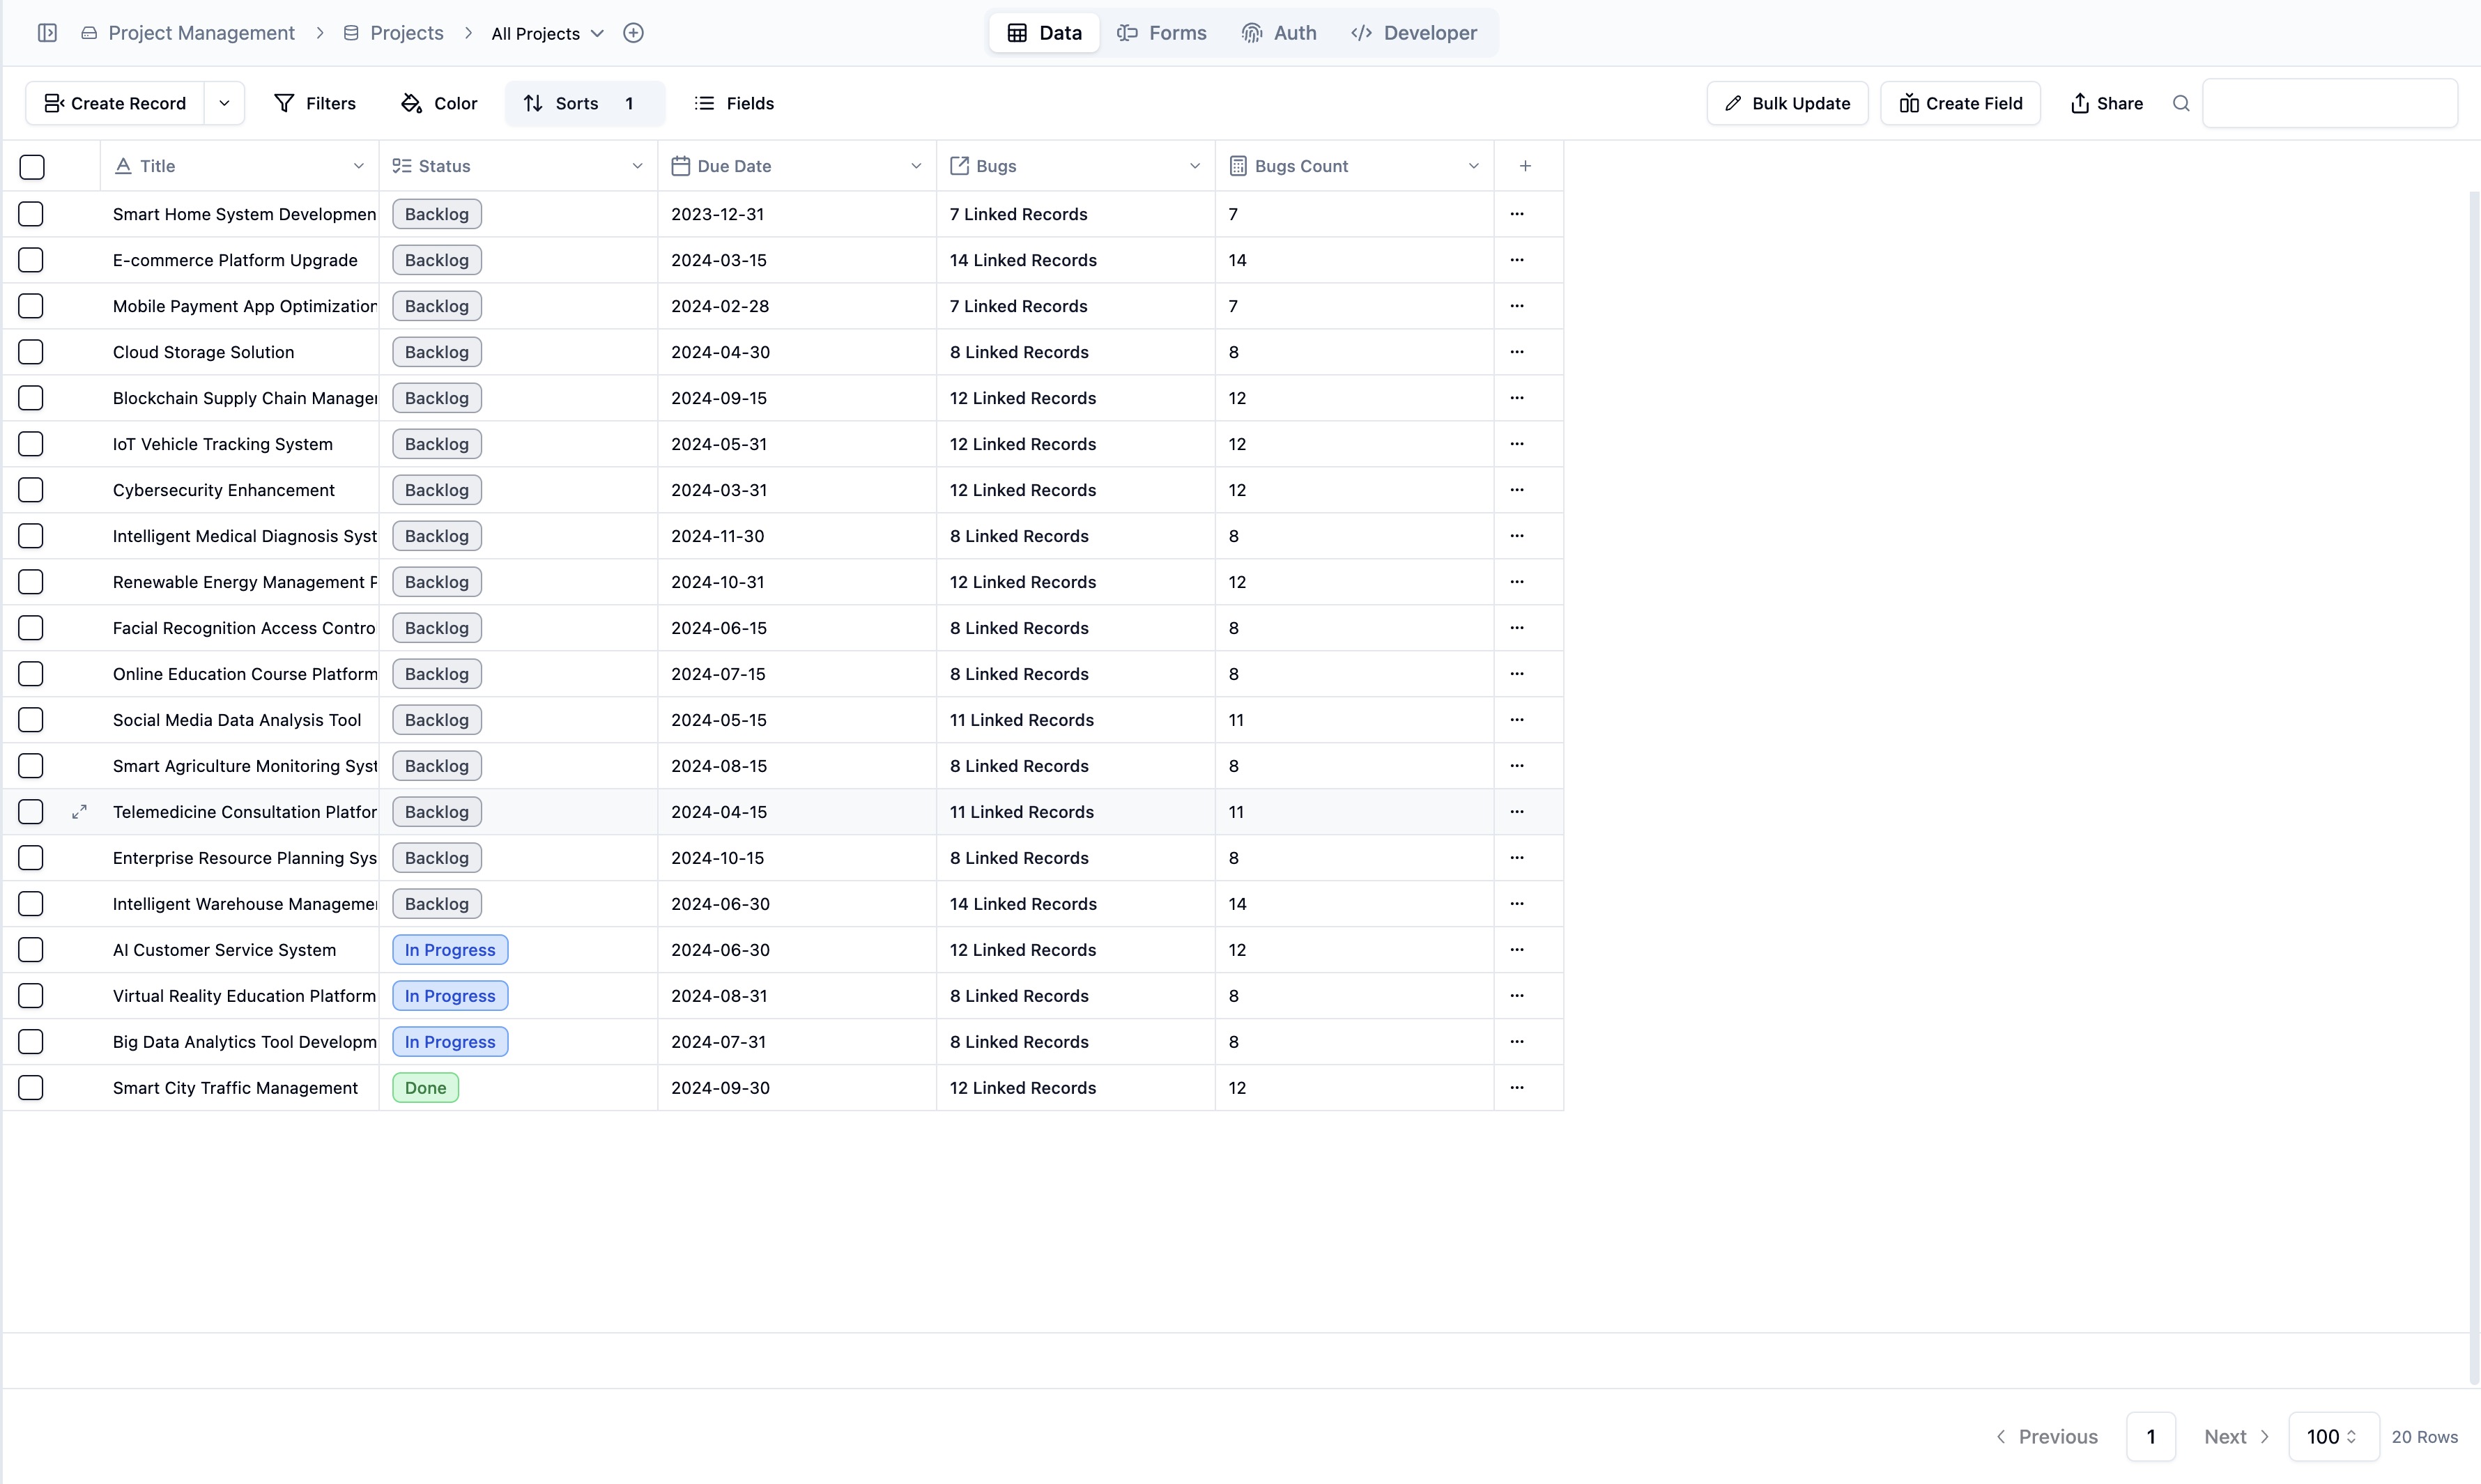 Project Management > Projects > All Projects
Data Forms Auth Developer
Create Record Filters Color Sorts 1 Fields Bulk Update Create Field Share
Title Status Due Date Bugs Bugs Count
Smart Home System Developmen Backlog 2023-12-31 7 Linked Records 7
E-commerce Platform Upgrade Backlog 2024-03-15 14 Linked Records 14
Mobile Payment App Optimization Backlog 2024-02-28 7 Linked Records 7
Cloud Storage Solution Backlog 2024-04-30 8 Linked Records 8
Blockchain Supply Chain Manager Backlog 2024-09-15 12 Linked Records 12
IoT Vehicle Tracking System Backlog 2024-05-31 12 Linked Records 12
Cybersecurity Enhancement Backlog 2024-03-31 12 Linked Records 12
Intelligent Medical Diagnosis Syst Backlog 2024-11-30 8 Linked Records 8
Renewable Energy Management P Backlog 2024-10-31 12 Linked Records 12
Facial Recognition Access Contro Backlog 2024-06-15 8 Linked Records 8
Online Education Course Platform Backlog 2024-07-15 8 Linked Records 8
Social Media Data Analysis Tool Backlog 2024-05-15 11 Linked Records 11
Smart Agriculture Monitoring Syst Backlog 2024-08-15 8 Linked Records 8
Telemedicine Consultation Platfor Backlog 2024-04-15 11 Linked Records 11
Enterprise Resource Planning Sys Backlog 2024-10-15 8 Linked Records 8
Intelligent Warehouse Managemen Backlog 2024-06-30 14 Linked Records 14
AI Customer Service System In Progress 2024-06-30 12 Linked Records 12
Virtual Reality Education Platform In Progress 2024-08-31 8 Linked Records 8
Big Data Analytics Tool Developm In Progress 2024-07-31 8 Linked Records 8
Smart City Traffic Management Done 2024-09-30 12 Linked Records 12
Previous 1 Next 100 20 Rows